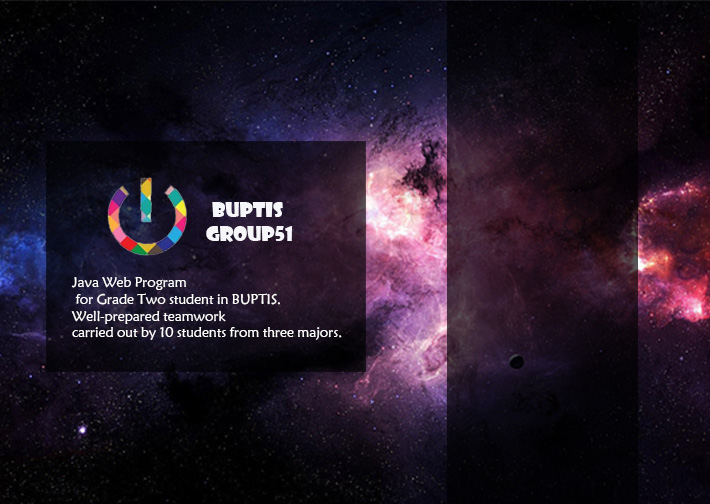 BUPTIS
GROUP51
Java Web Program
for Grade Two student in BUPTIS.
Well-prepared teamwork
carried out by 10 students from three majors.